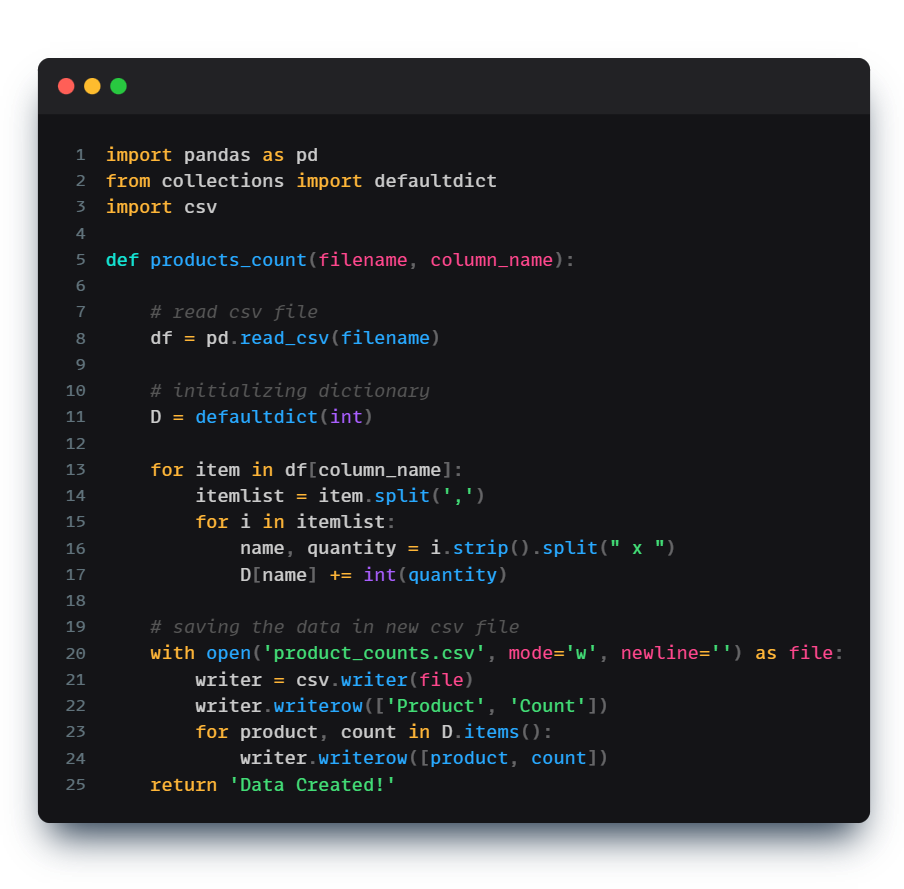 1 import pandas as pd
2 from collections import defaultdict
3 import csv
4
5 def products_count(filename, column_name):
6
7     # read csv file
8     df = pd.read_csv(filename)
9
10     # initializing dictionary
11     D = defaultdict(int)
12
13     for item in df[column_name]:
14         itemlist = item.split(',')
15         for i in itemlist:
16             name, quantity = i.strip().split(" x ")
17             D[name] += int(quantity)
18
19     # saving the data in new csv file
20     with open('product_counts.csv', mode='w', newline='') as file:
21         writer = csv.writer(file)
22         writer.writerow(['Product', 'Count'])
23         for product, count in D.items():
24             writer.writerow([product, count])
25     return 'Data Created!'